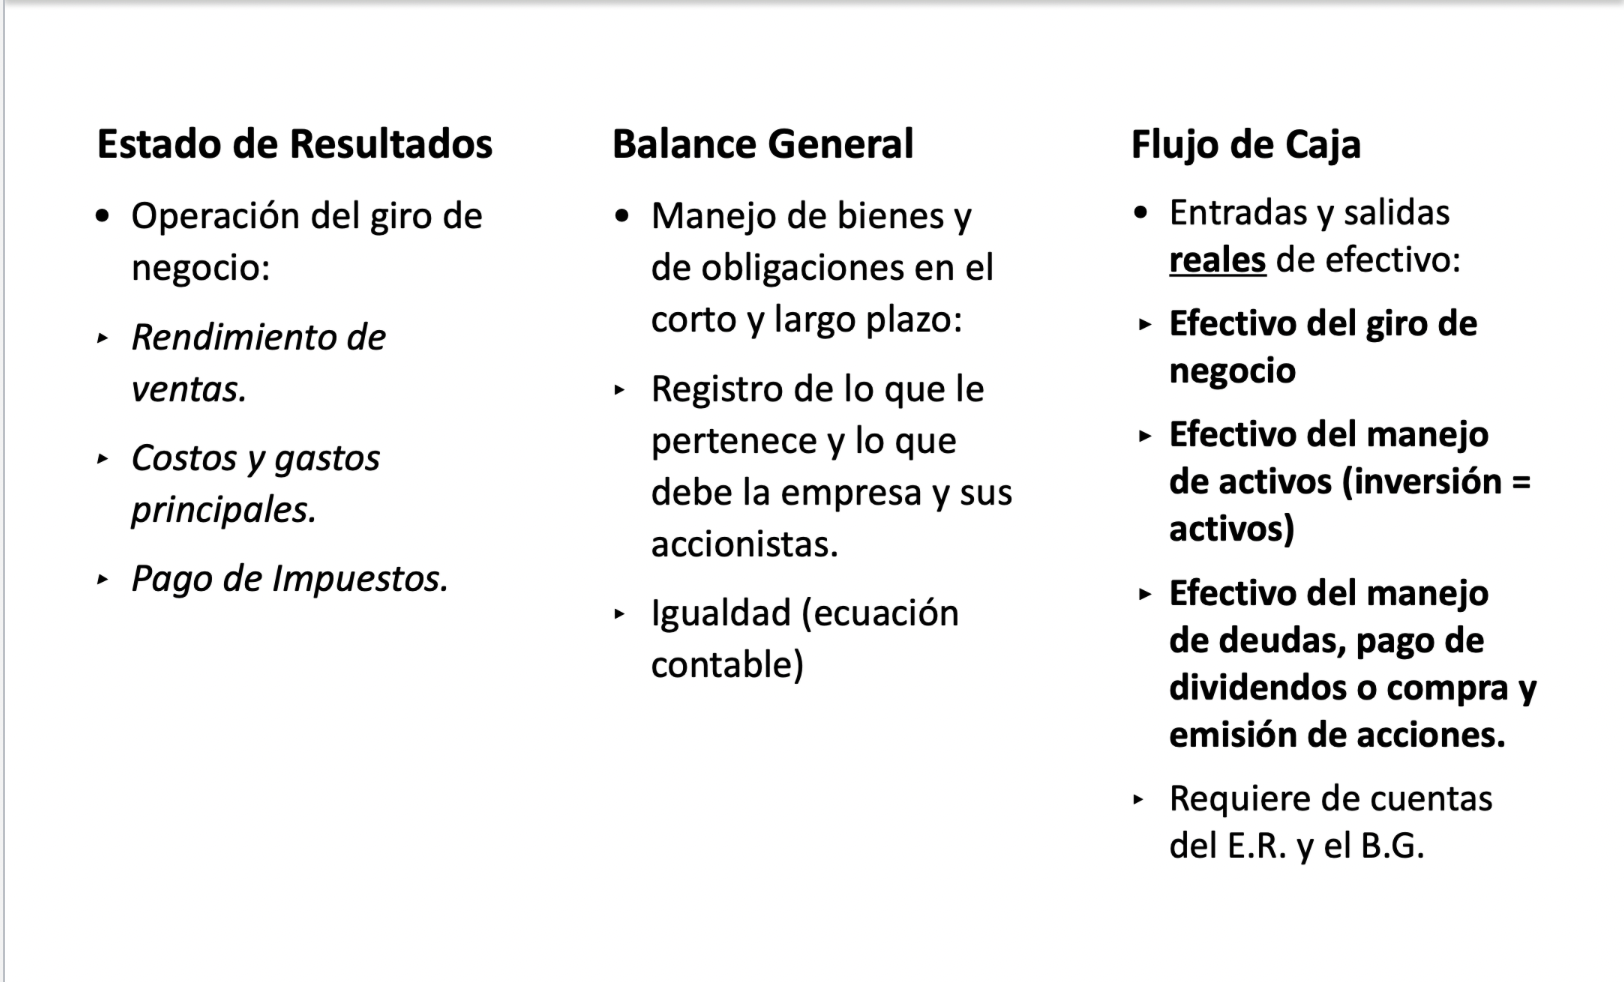 Estado de Resultados
• Operación del giro de
negocio:
▸ Rendimiento de
ventas.
▸ Costos y gastos
principales.
▸ Pago de Impuestos.
Balance General
• Manejo de bienes y
de obligaciones en el
corto y largo plazo:
▸ Registro de lo que le
pertenece y lo que
debe la empresa y sus
accionistas.
▸ Igualdad (ecuación
contable)
Flujo de Caja
• Entradas y salidas
reales de efectivo:
▸ Efectivo del giro de
negocio
▸ Efectivo del manejo
de activos (inversión =
activos)
▸ Efectivo del manejo
de deudas, pago de
dividendos o compra y
emisión de acciones.
▸ Requiere de cuentas
del E.R. y el B.G.